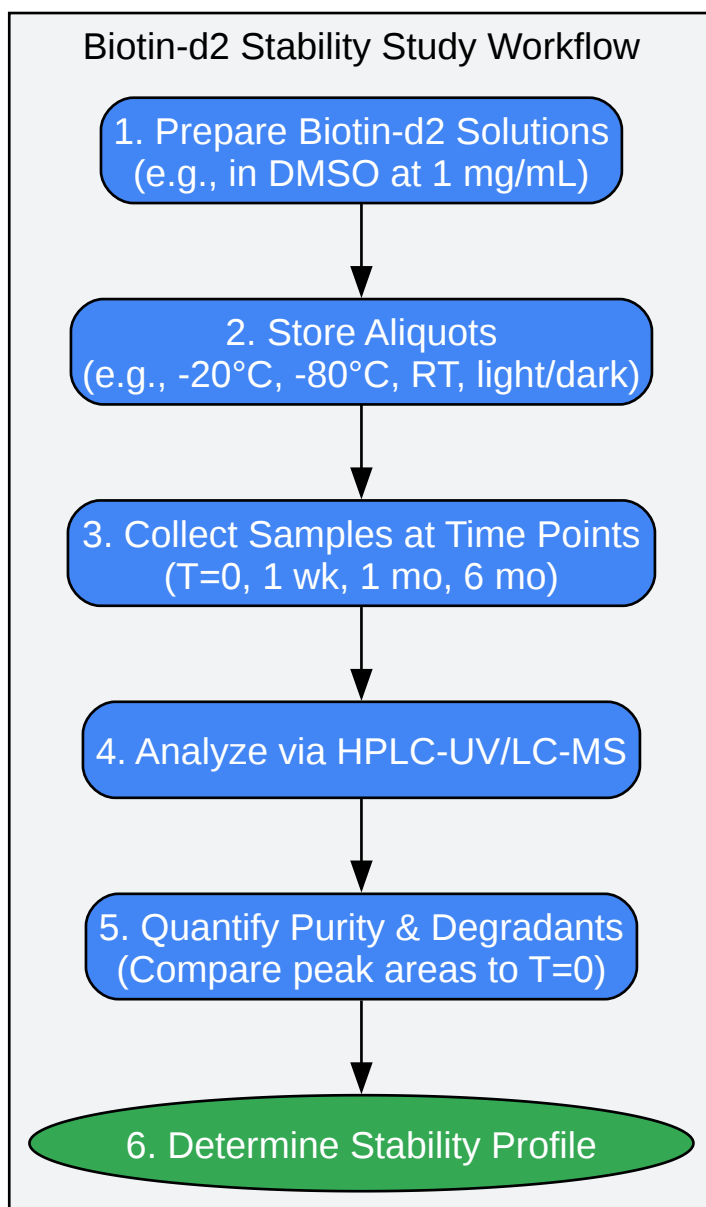 Biotin-d2 Stability Study Workflow
1. Prepare Biotin-d2 Solutions
(e.g., in DMSO at 1 mg/mL)
2. Store Aliquots
(e.g., -20°C, -80°C, RT, light/dark)
3. Collect Samples at Time Points
(T=0, 1 wk, 1 mo, 6 mo)
4. Analyze via HPLC-UV/LC-MS
5. Quantify Purity & Degradants
(Compare peak areas to T=0)
6. Determine Stability Profile